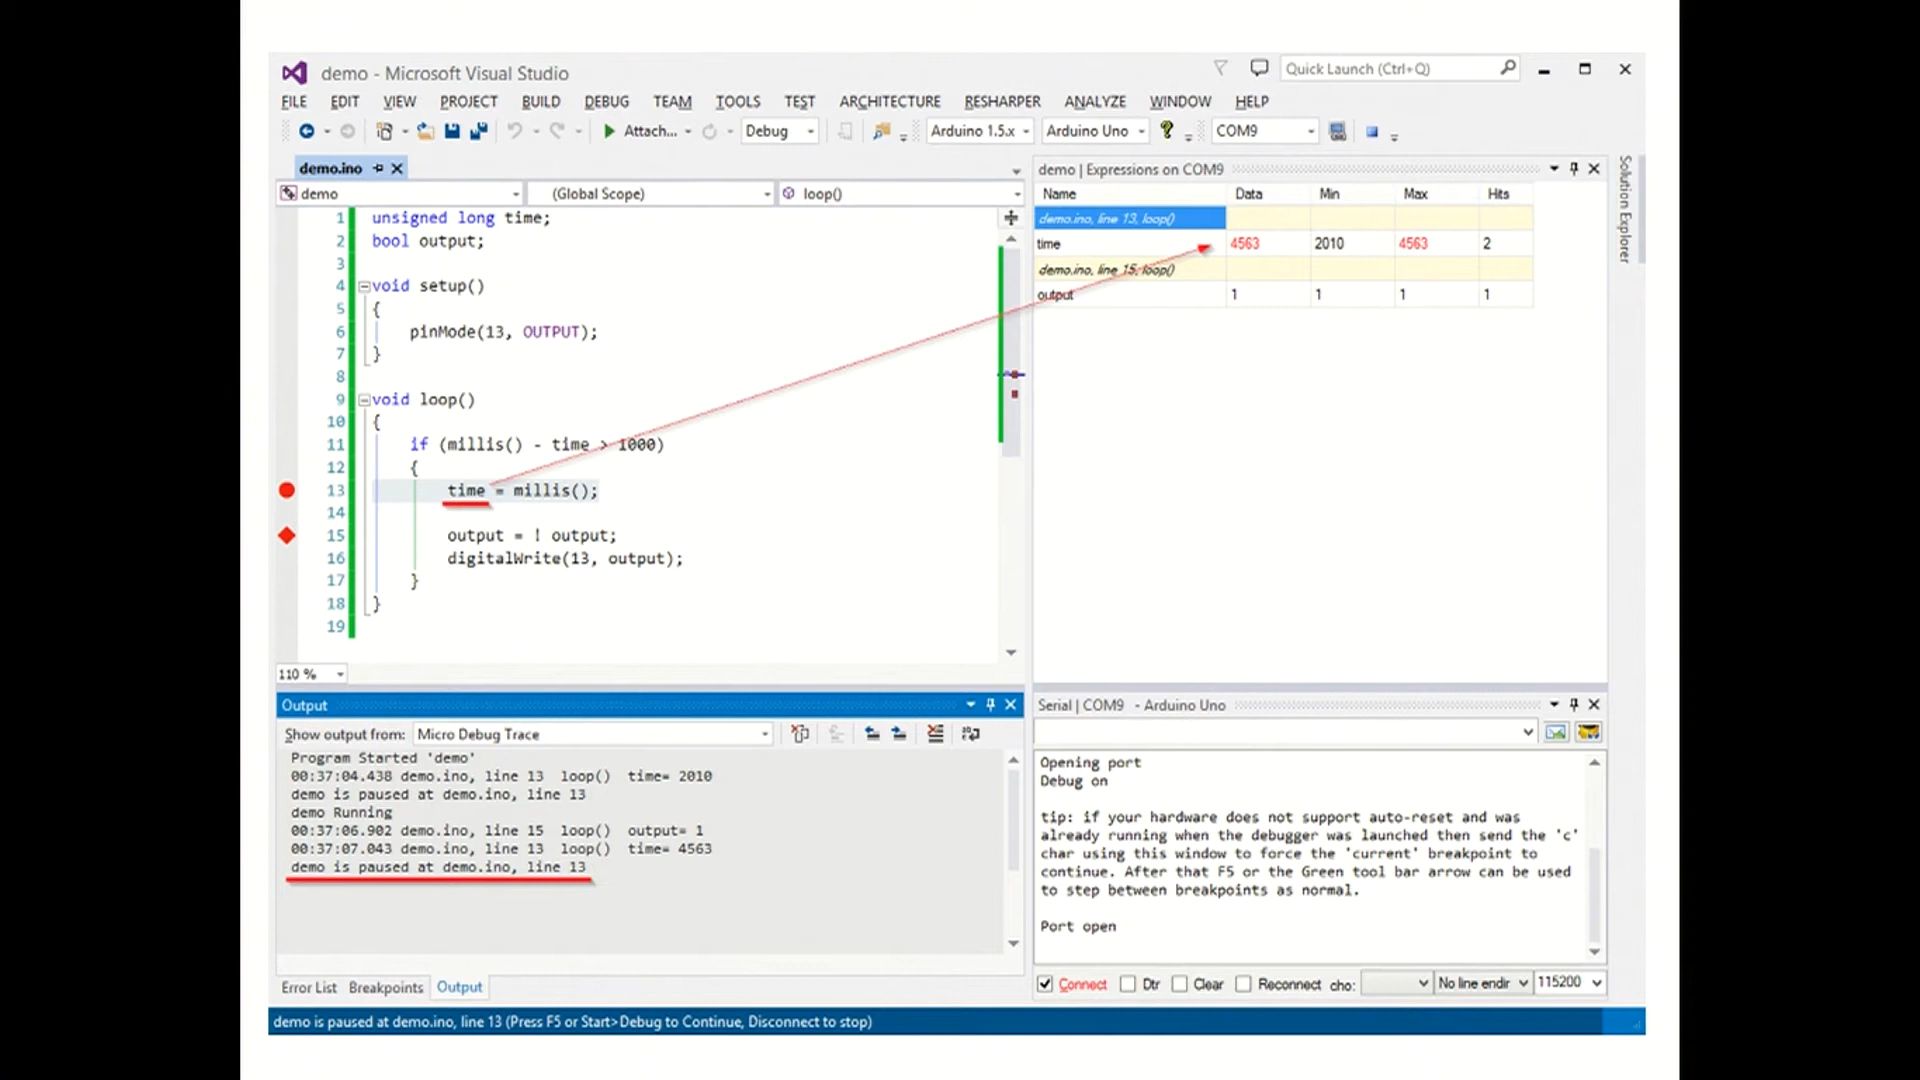 demo - Microsoft Visual Studio
Quick Launch (Ctrl+Q)
FILE EDIT VIEW PROJECT BUILD DEBUG TEAM TOOLS TEST ARCHITECTURE RESHARPER ANALYZE WINDOW HELP
Attach... Debug Arduino 1.5.x Arduino Uno ? COM9
demo.ino
demo (Global Scope) loop()
1 unsigned long time;
2 bool output;
3
4 void setup()
5 {
6 pinMode(13, OUTPUT);
7 }
8
9 void loop()
10 {
11 if (millis() - time > 1000)
12 {
13 time = millis();
14
15 output = ! output;
16 digitalWrite(13, output);
17 }
18 }
19
110 %
demo | Expressions on COM9
Name Data Min Max Hits
demo.ino, line 13, loop()
time 4563 2010 4563 2
demo.ino, line 15, loop()
output 1 1 1 1
Solution Explorer
Output
Show output from: Micro Debug Trace
Program Started 'demo'
00:37:04.438 demo.ino, line 13 loop() time= 2010
demo is paused at demo.ino, line 13
demo Running
00:37:06.902 demo.ino, line 15 loop() output= 1
00:37:07.043 demo.ino, line 13 loop() time= 4563
demo is paused at demo.ino, line 13
Error List Breakpoints Output
Serial | COM9 - Arduino Uno
Opening port
Debug on
tip: if your hardware does not support auto-reset and was
already running when the debugger was launched then send the 'c'
char using this window to force the 'current' breakpoint to
continue. After that F5 or the Green tool bar arrow can be used
to step between breakpoints as normal.
Port open
Connect Dtr Clear Reconnect cho: No line endir 115200
demo is paused at demo.ino, line 13 (Press F5 or Start>Debug to Continue, Disconnect to stop)